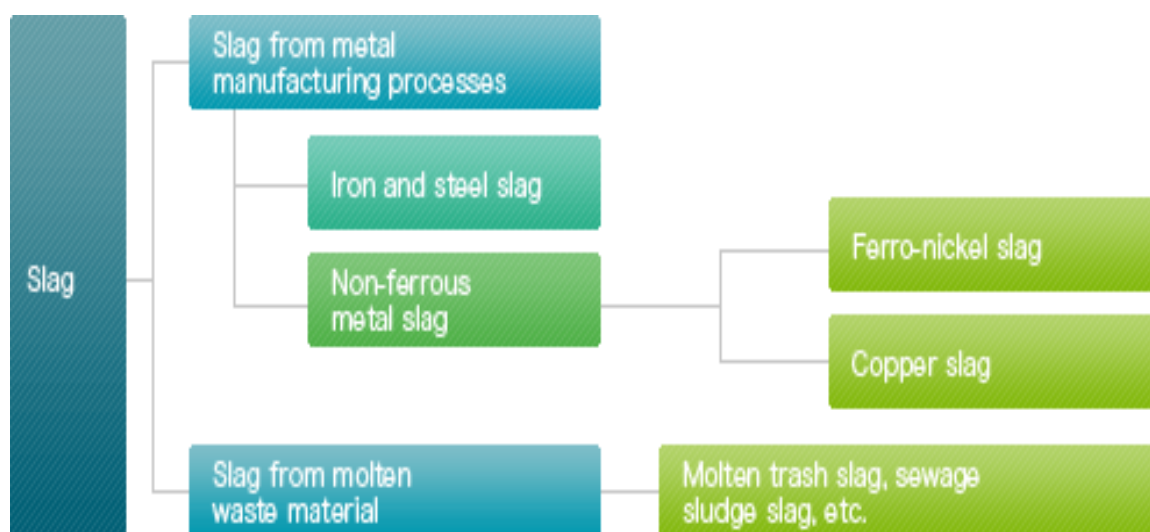 Slag
Slag from metal
manufacturing processes
Iron and steel slag
Non-ferrous
metal slag
Ferro-nickel slag
Copper slag
Slag from molten
waste material
Molten trash slag, sewage
sludge slag, etc.